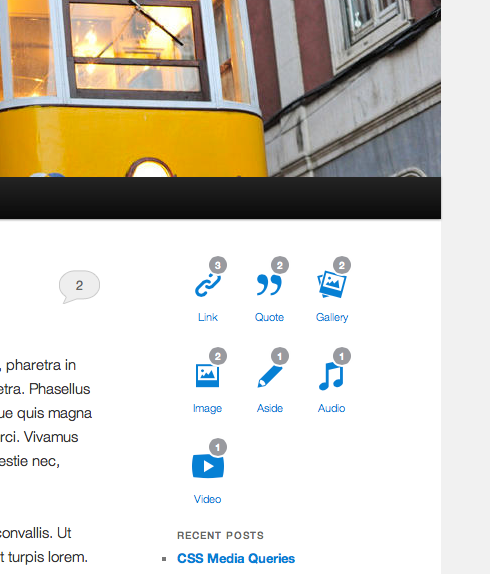 2
, pharetra in
etra. Phasellus
ue quis magna
rci. Vivamus
estie nec,
convallis. Ut
t turpis lorem.
3
2
2
Link
Quote
Gallery
2
1
1
Image
Aside
Audio
1
Video
RECENT POSTS
CSS Media Queries